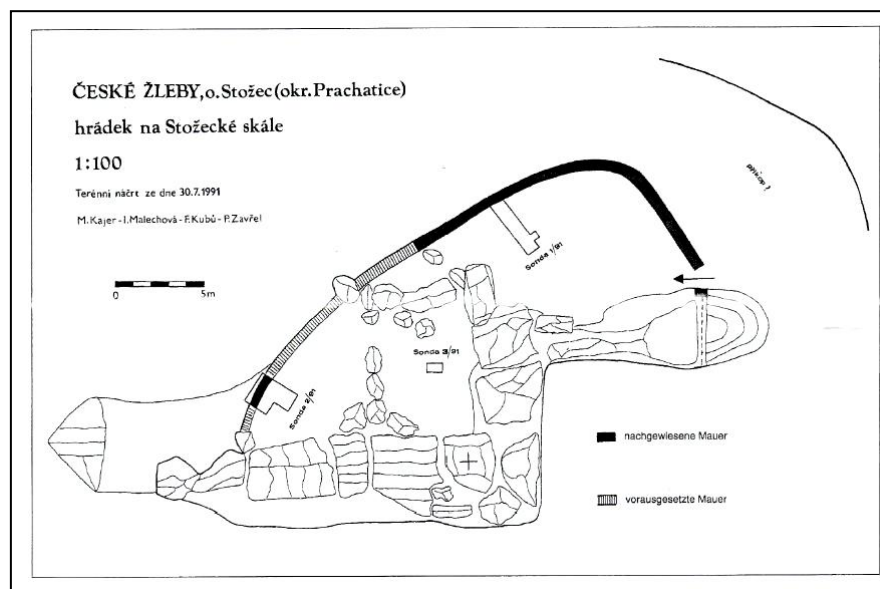 ČESKÉ ŽLEBY, o. Stožec (okr. Prachatice)
hrádek na Stožecké skále
1:100
Terénní náčrt ze dne 30.7.1991
M. Kajer - I. Malechová - F. Kubů - P. Zavřel
0 5m
příkop ?
Sonda 1/91
Sonda 3/91
Sonda 2/91
nachgewiesene Mauer
vorausgesetzte Mauer